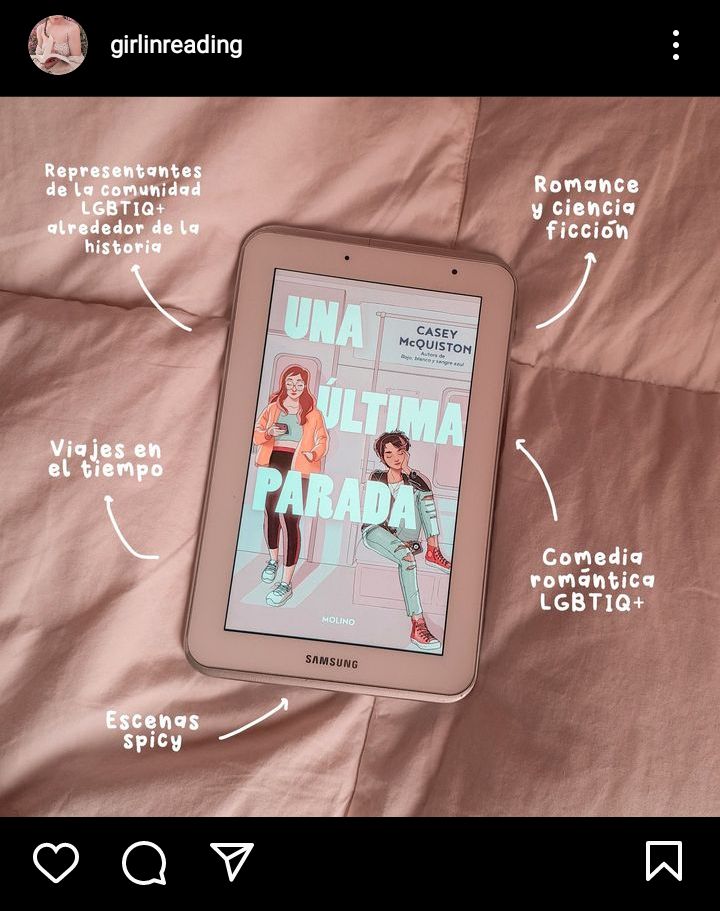 girlinreading
Representantes
de la comunidad
LGBTIQ+
alrededor de la
historia
Romance
y ciencia
ficción
UNA
CASEY
McQUISTON
Autora de
Rojo, blanco y sangre azul
ÚLTIMA
PARADA
Viajes en
el tiempo
Comedia
romántica
LGBTIQ+
MOLINO
SAMSUNG
Escenas
spicy